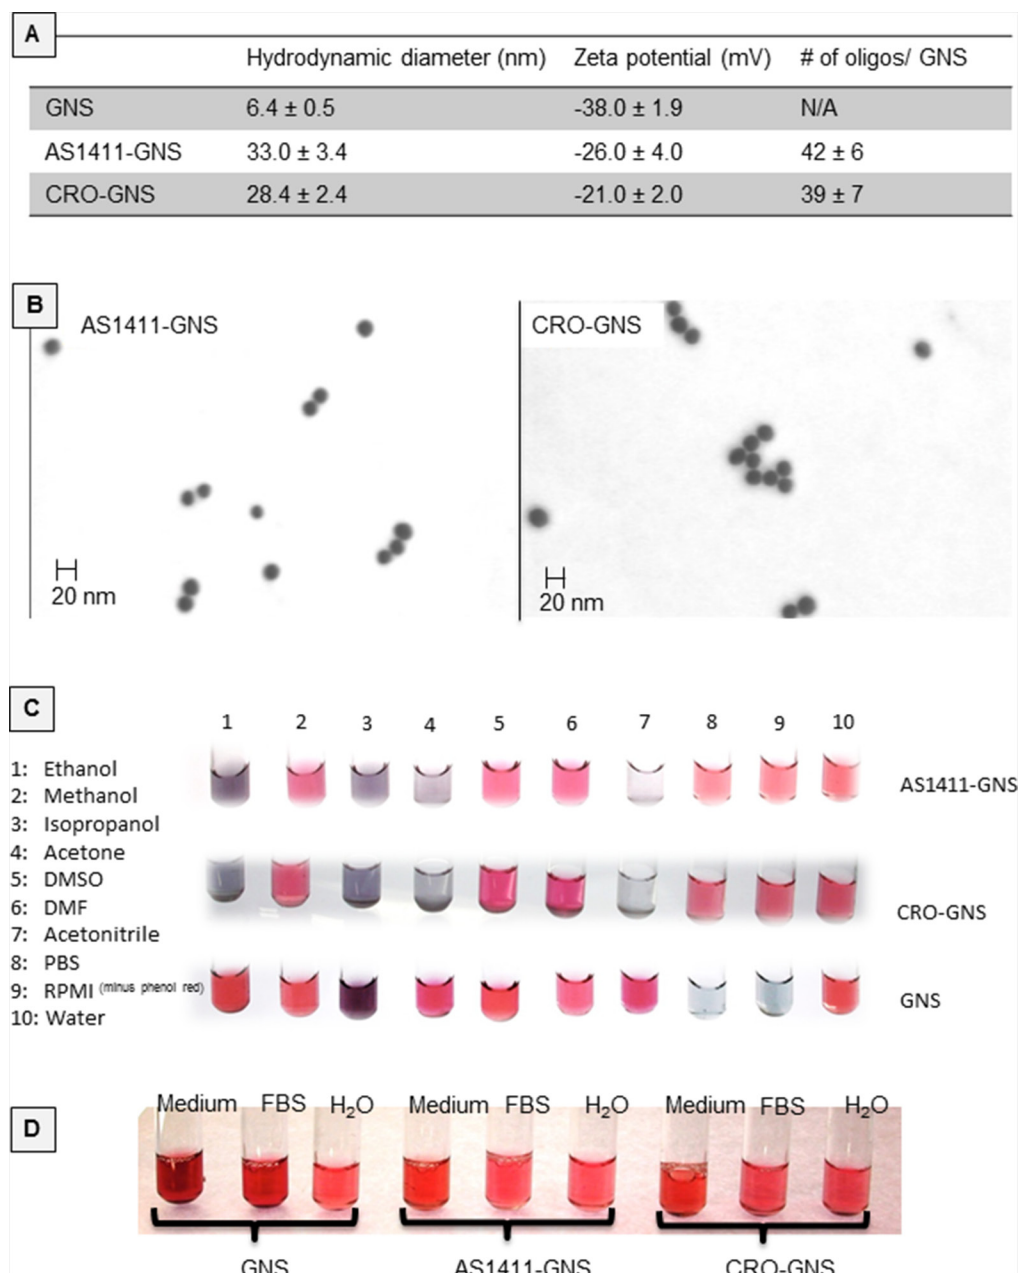 A
Hydrodynamic diameter (nm) Zeta potential (mV) # of oligos/ GNS
GNS 6.4 ± 0.5 -38.0 ± 1.9 N/A
AS1411-GNS 33.0 ± 3.4 -26.0 ± 4.0 42 ± 6
CRO-GNS 28.4 ± 2.4 -21.0 ± 2.0 39 ± 7
B
AS1411-GNS
20 nm
CRO-GNS
20 nm
C
1 2 3 4 5 6 7 8 9 10
1: Ethanol
2: Methanol
3: Isopropanol
4: Acetone
5: DMSO
6: DMF
7: Acetonitrile
8: PBS
9: RPMI (minus phenol red)
10: Water
AS1411-GNS
CRO-GNS
GNS
D
Medium FBS H₂O Medium FBS H₂O Medium FBS H₂O
GNS AS1411-GNS CRO-GNS